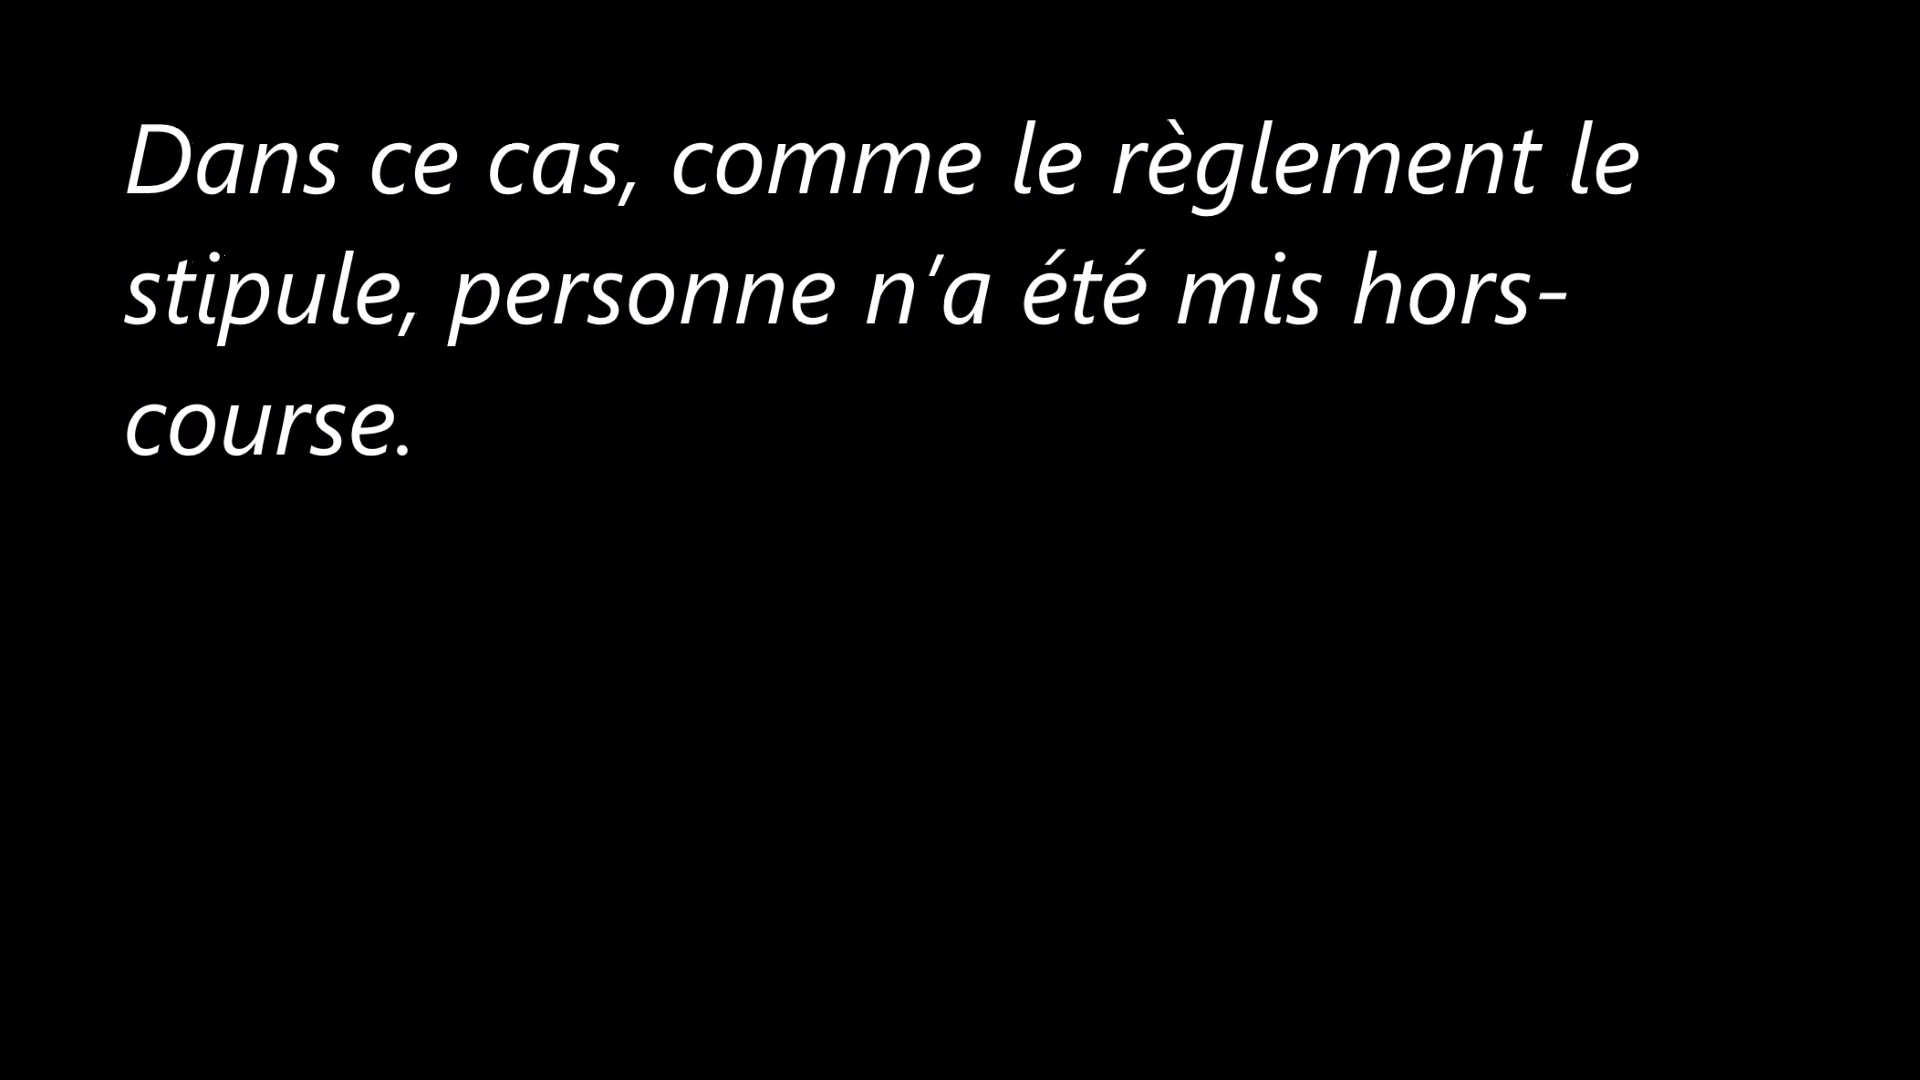 Dans ce cas, comme le règlement le
stipule, personne n’a été mis hors-
course.